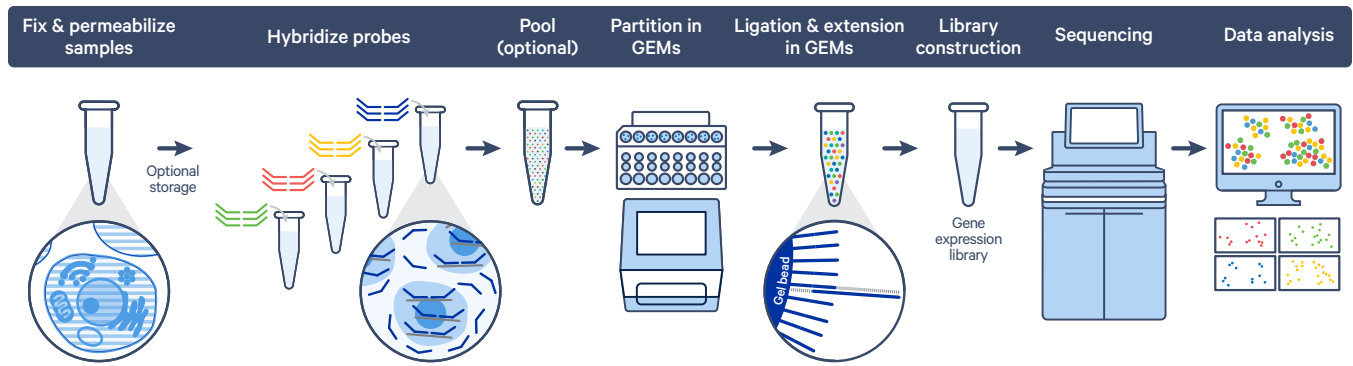 Fix & permeabilize
samples
Hybridize probes
Pool
(optional)
Partition in
GEMs
Ligation & extension
in GEMs
Library
construction
Sequencing
Data analysis
Optional
storage
Gel bead
Gene
expression
library